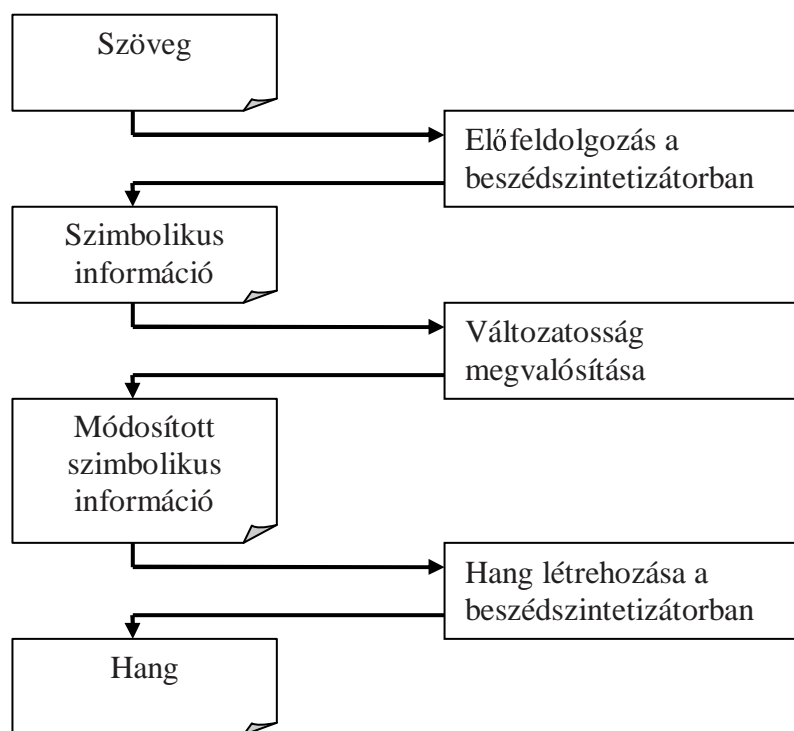 Szöveg
Előfeldolgozás a
beszédszintetizátorban
Szimbolikus
információ
Változatosság
megvalósítása
Módosított
szimbolikus
információ
Hang létrehozása a
beszédszintetizátorban
Hang